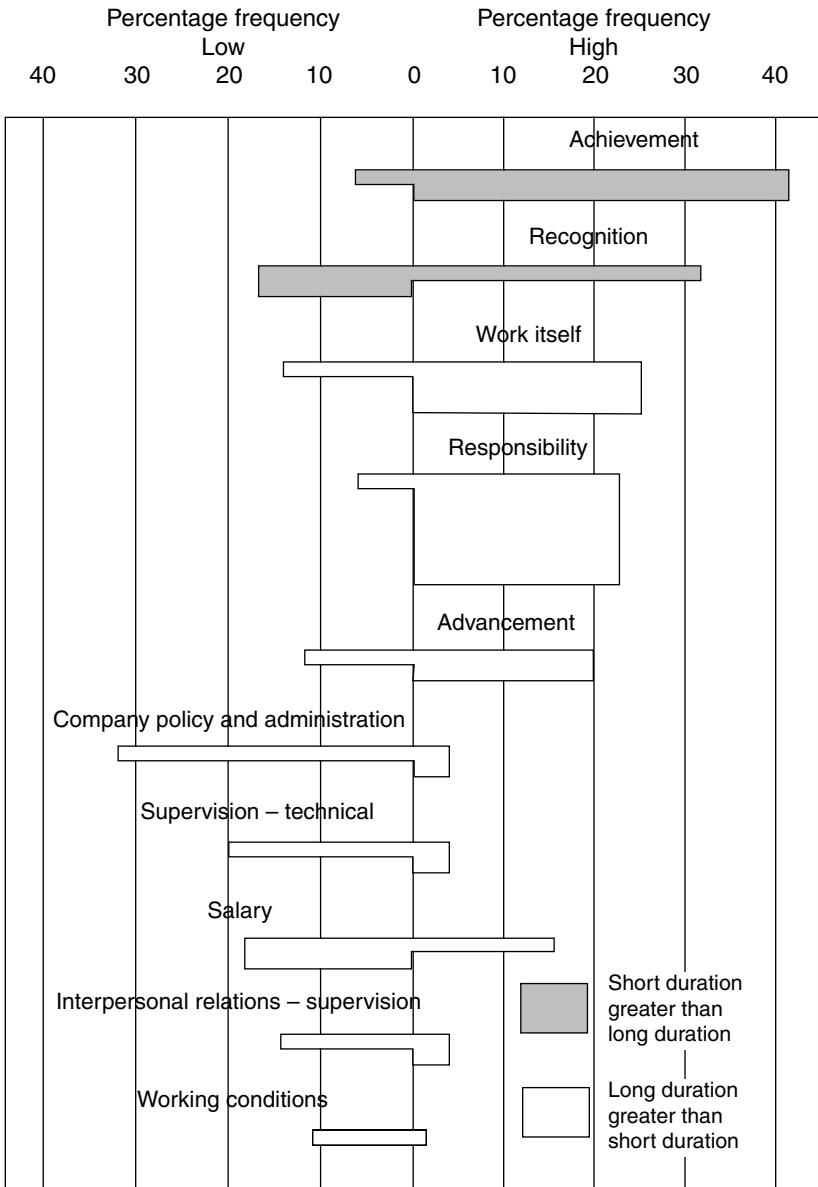 Percentage frequency Percentage frequency
Low High
40 30 20 10 0 10 20 30 40
Achievement
Recognition
Work itself
Responsibility
Advancement
Company policy and administration
Supervision – technical
Salary
Interpersonal relations – supervision
Working conditions
Short duration
greater than
long duration
Long duration
greater than
short duration